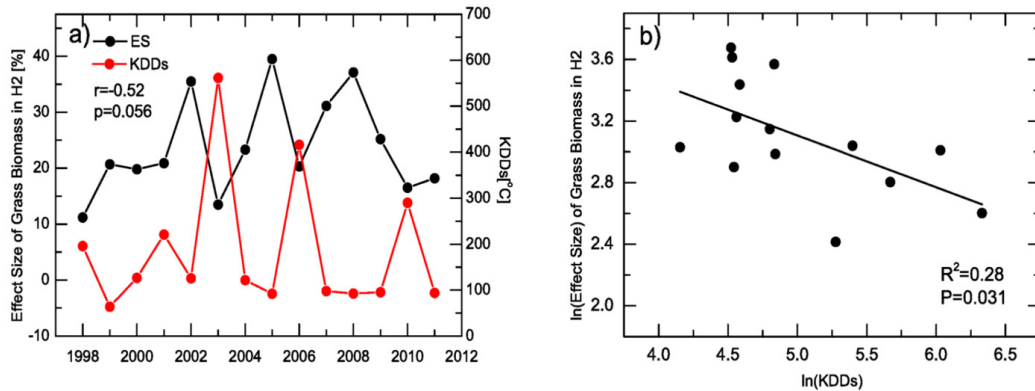 a)
ES
KDDs
r=-0.52
p=0.056
Effect Size of Grass Biomass in H2 [%]
40
30
20
10
0
-10
1998 2000 2002 2004 2006 2008 2010 2012
700
600
500
400
300
200
100
0
KDDs[°C]
b)
ln(Effect Size) of Grass Biomass in H2
3.6
3.2
2.8
2.4
2.0
R²=0.28
P=0.031
4.0 4.5 5.0 5.5 6.0 6.5
ln(KDDs)